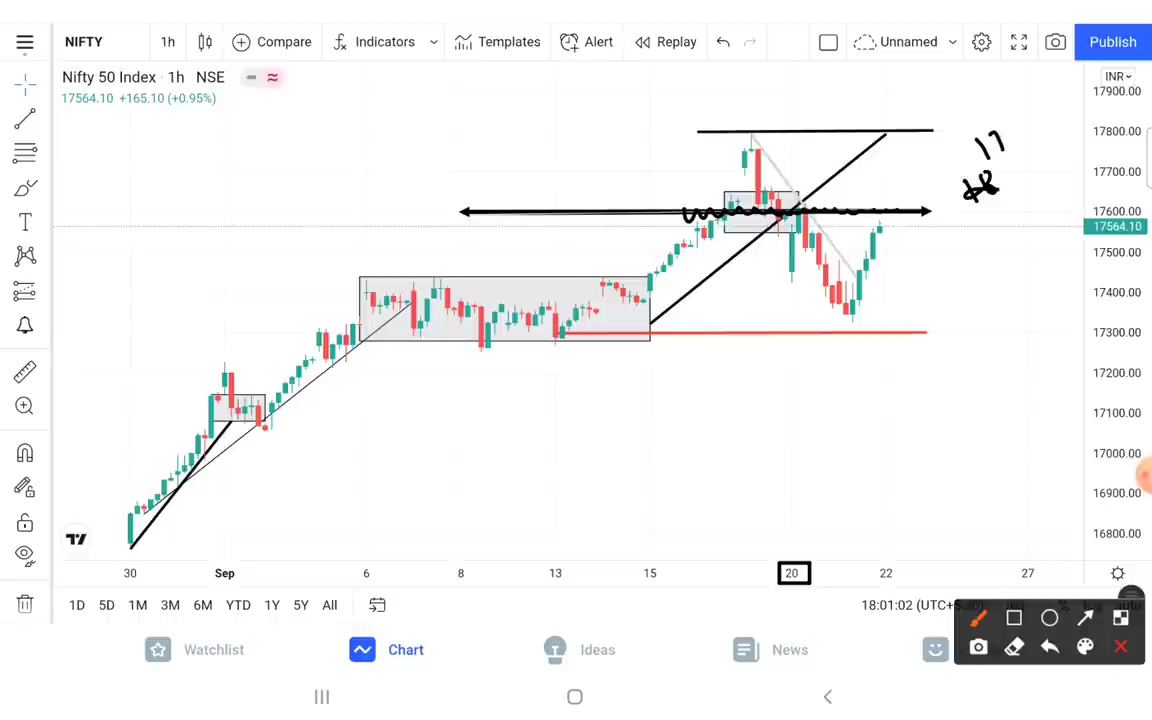 NIFTY 1h Compare Indicators Templates Alert Replay Unnamed Publish
Nifty 50 Index · 1h NSE
INR
17564.10 +165.10 (+0.95%)
17900.00
17800.00
17
17700.00
17600.00
17564.10
17500.00
17400.00
17300.00
17200.00
17100.00
17000.00
16900.00
16800.00
30 Sep 6 8 13 15 20 22 27
1D 5D 1M 3M 6M YTD 1Y 5Y All 18:01:02 (UTC+5
Watchlist Chart Ideas News